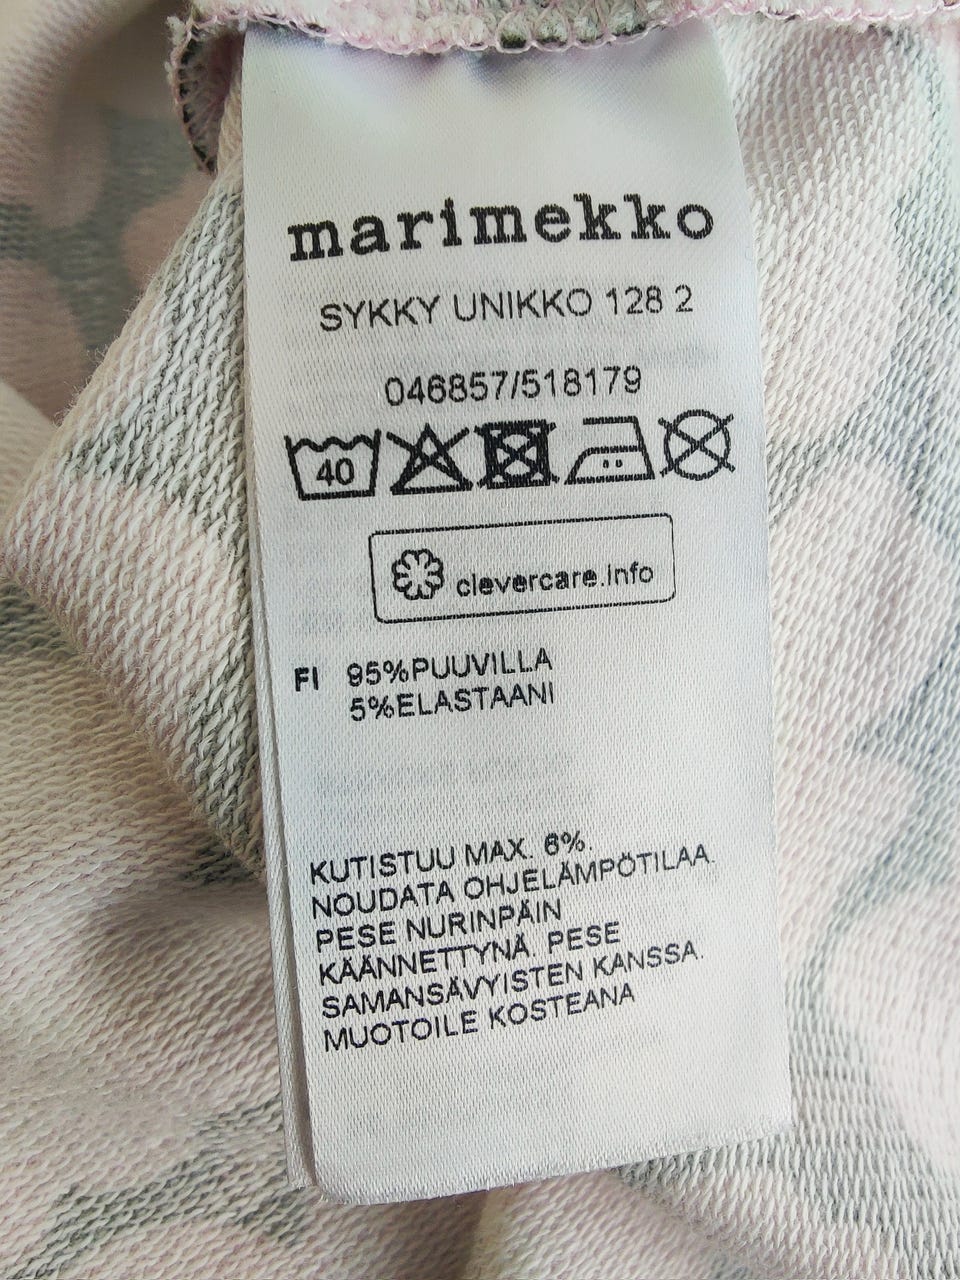 marimekko
SYKKY UNIKKO 128 2
046857/518179
40
clevercare.info
FI 95%PUUVILLA
5%ELASTAANI
KUTISTUU MAX. 6%.
NOUDATA OHJELÄMPÖTILAA.
PESE NURINPÄIN
KÄÄNNETTYNÄ. PESE
SAMANSÄVYISTEN KANSSA.
MUOTOILE KOSTEANA